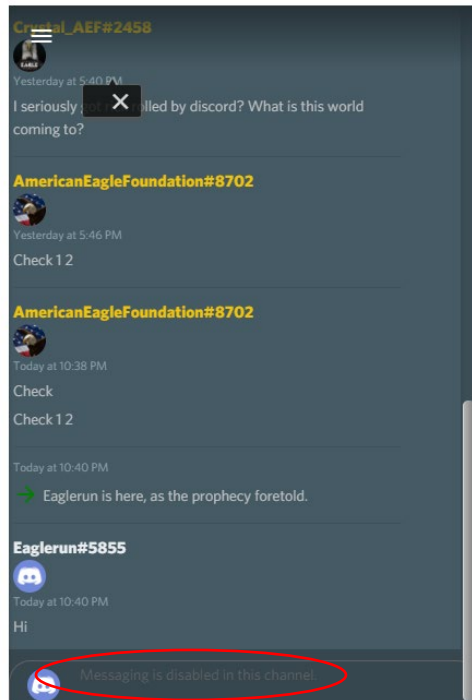 Crystal_AEF#2458
EAGLE
Yesterday at 5:40 PM
I seriously got rolled by discord? What is this world
coming to?
AmericanEagleFoundation#8702
Yesterday at 5:46 PM
Check 1 2
AmericanEagleFoundation#8702
Today at 10:38 PM
Check
Check 1 2
Today at 10:40 PM
Eaglerun is here, as the prophecy foretold.
Eaglerun#5855
Today at 10:40 PM
Hi
Messaging is disabled in this channel.